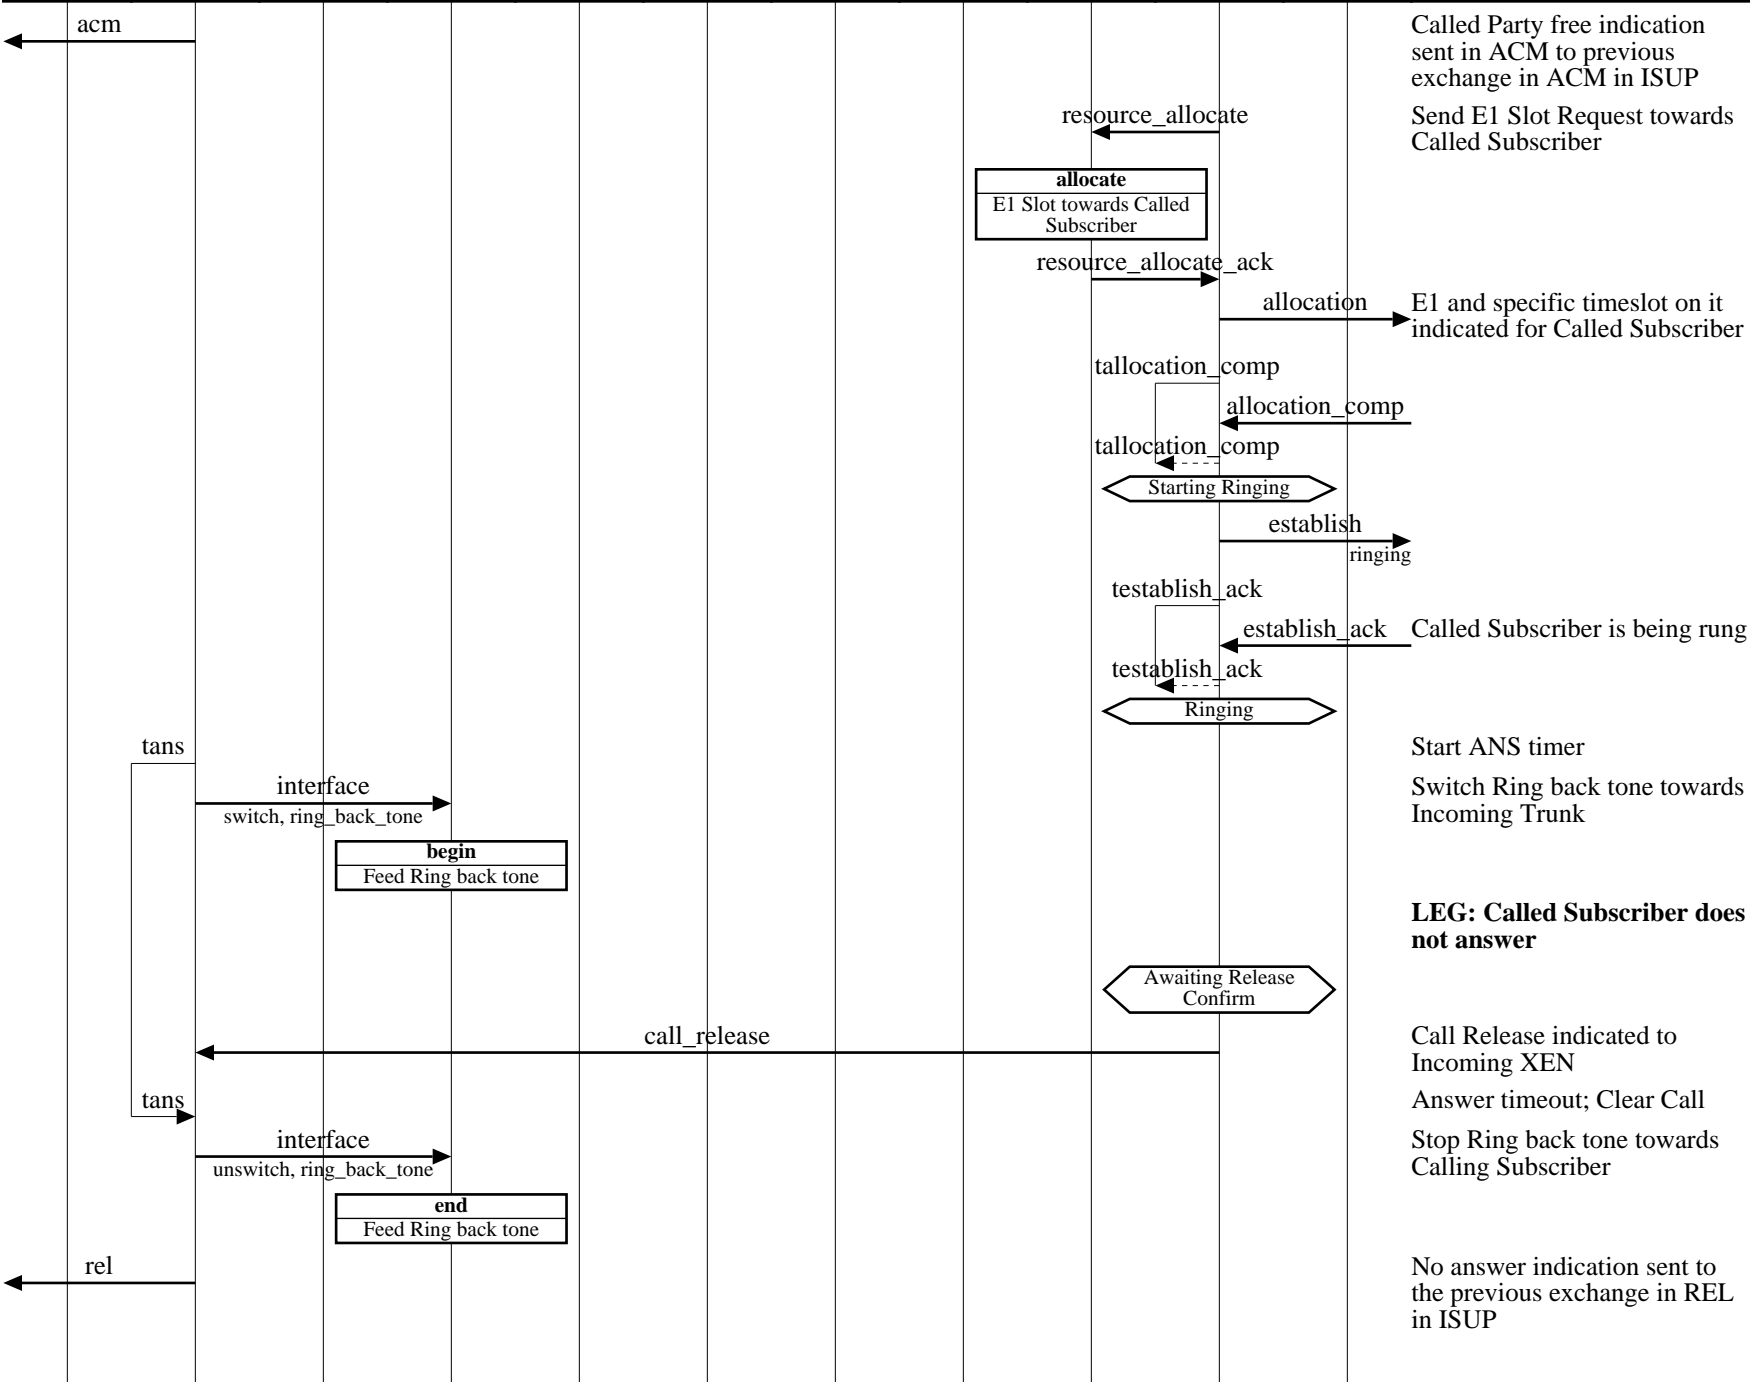 acm
Called Party free indication
sent in ACM to previous
exchange in ACM in ISUP
resource_allocate
Send E1 Slot Request towards
Called Subscriber
allocate
E1 Slot towards Called
Subscriber
resource_allocate_ack
allocation
E1 and specific timeslot on it
indicated for Called Subscriber
tallocation_comp
allocation_comp
tallocation_comp
Starting Ringing
establish
ringing
testablish_ack
establish_ack
Called Subscriber is being rung
testablish_ack
Ringing
tans
Start ANS timer
interface
switch, ring_back_tone
Switch Ring back tone towards
Incoming Trunk
begin
Feed Ring back tone
LEG: Called Subscriber does
not answer
Awaiting Release
Confirm
call_release
Call Release indicated to
Incoming XEN
tans
Answer timeout; Clear Call
interface
unswitch, ring_back_tone
Stop Ring back tone towards
Calling Subscriber
end
Feed Ring back tone
rel
No answer indication sent to
the previous exchange in REL
in ISUP